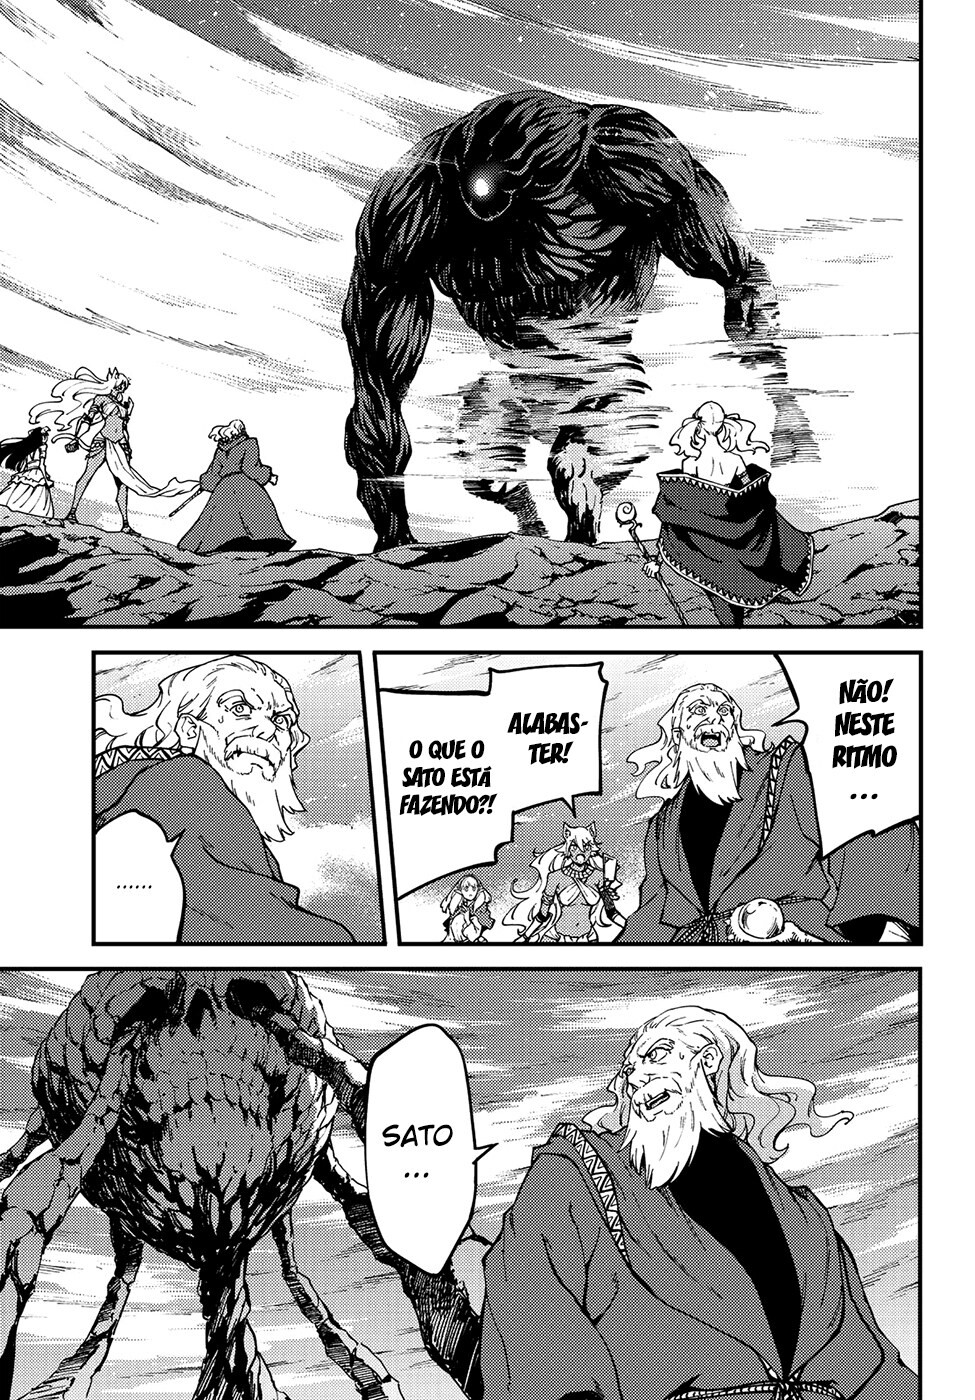 NÃO!
NESTE
RITMO
...
ALABAS-
TER!
O QUE O
SATO ESTÁ
FAZENDO?!
......
SATO
...